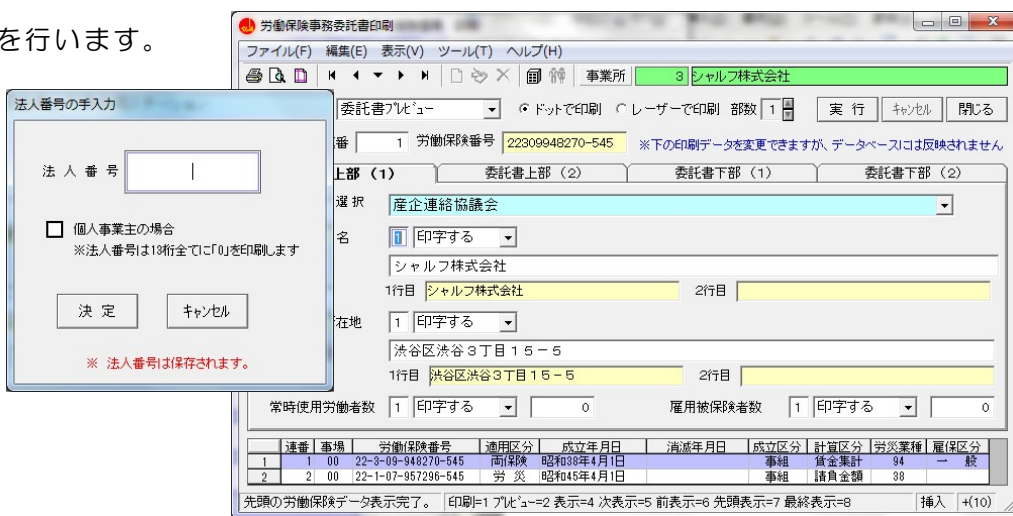 を行います。
労働保険事務委託書印刷
ファイル(F) 編集(E) 表示(V) ツール(T) ヘルプ(H)
事業所 3 シャルフ株式会社
委託書プレビュー ドットで印刷 レーザーで印刷 部数 1 実 行 キャンセル 閉じる
番 1 労働保険番号 22309948270-545 ※下の印刷データを変更できますが、データベースには反映されません
上部 (1) 委託書上部 (2) 委託書下部 (1) 委託書下部 (2)
選択 産企連絡協議会
名 1 印字する
シャルフ株式会社
1行目 シャルフ株式会社 2行目
在地 1 印字する
渋谷区渋谷3丁目15-5
1行目 渋谷区渋谷3丁目15-5 2行目
常時使用労働者数 1 印字する 0 雇用被保険者数 1 印字する 0
連番 事場 労働保険番号 適用区分 成立年月日 消滅年月日 成立区分 計算区分 労災業種 雇保区分
1 1 00 22-3-09-948270-545 両保険 昭和38年4月1日 事組 賃金集計 94 一 般
2 2 00 22-1-07-957296-545 労 災 昭和45年4月1日 事組 請負金額 38
先頭の労働保険データ表示完了。 印刷=1 プレビュー=2 表示=4 次表示=5 前表示=6 先頭表示=7 最終表示=8 挿入 +(10)
法人番号の手入力
法 人 番 号
個人事業主の場合
※法人番号は13桁全てに「0」を印刷します
決 定 キャンセル
※ 法人番号は保存されます。